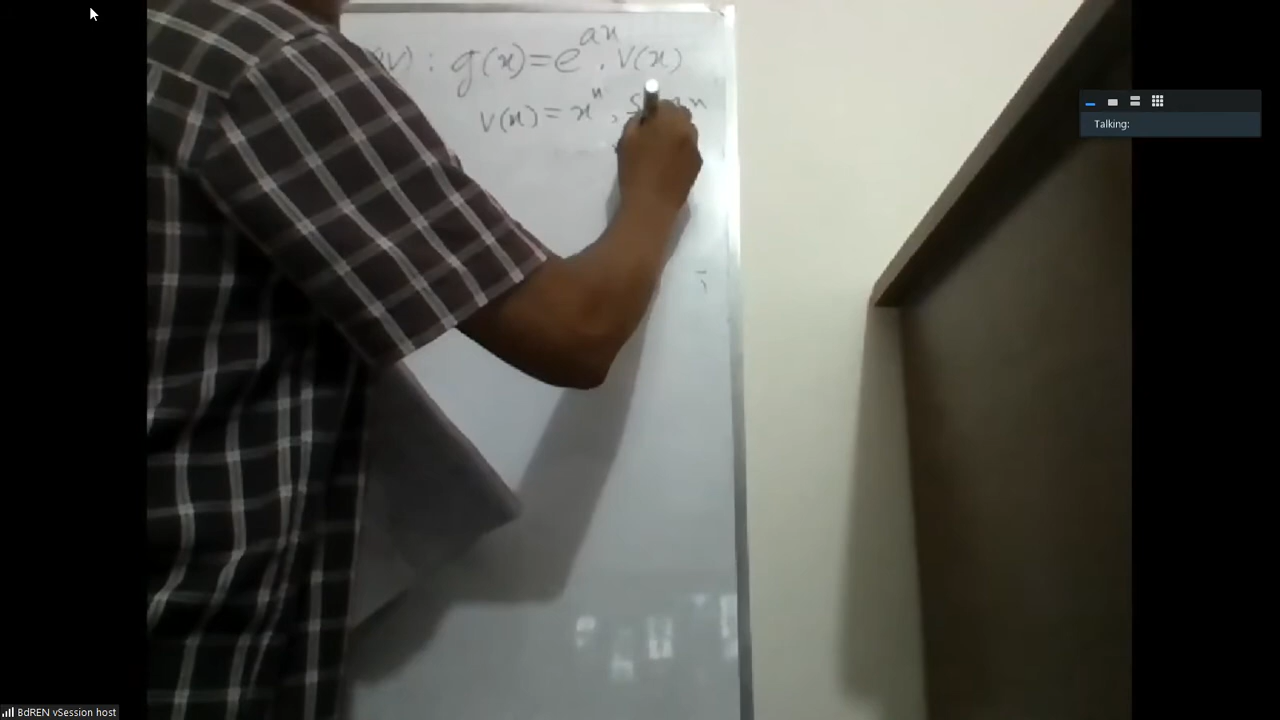 : g(x) = e^{ax} . V(x)
V(x) = x^n ,
Talking:
BdREN vSession host